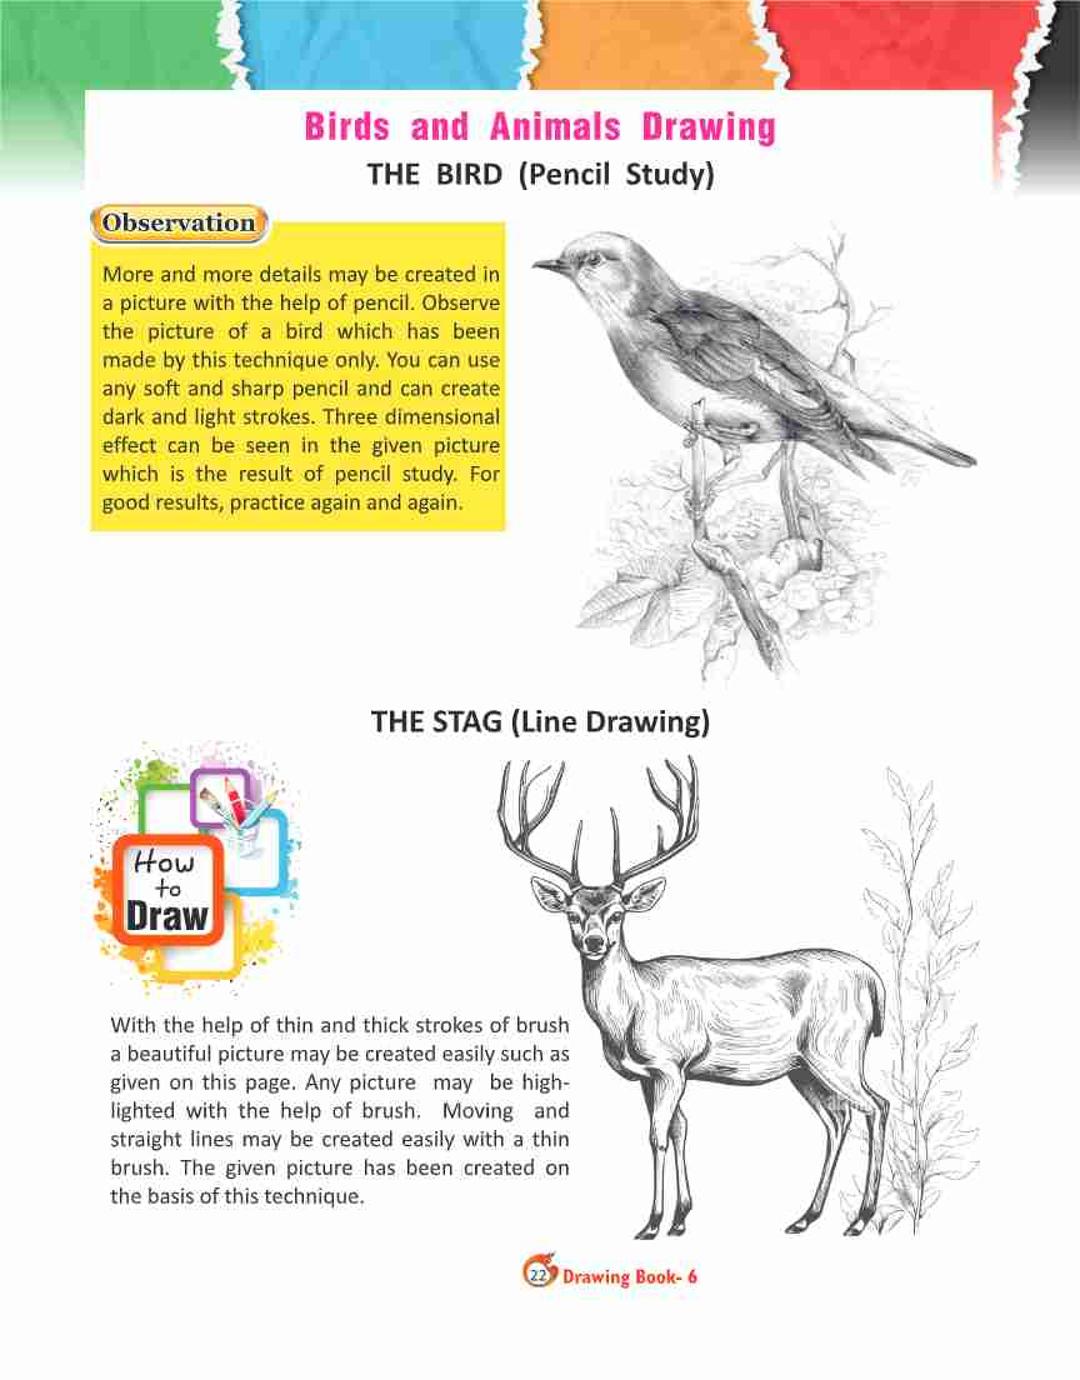 Birds and Animals Drawing
THE BIRD (Pencil Study)
Observation
More and more details may be created in
a picture with the help of pencil. Observe
the picture of a bird which has been
made by this technique only. You can use
any soft and sharp pencil and can create
dark and light strokes. Three dimensional
effect can be seen in the given picture
which is the result of pencil study. For
good results, practice again and again.
THE STAG (Line Drawing)
How
to
Draw
With the help of thin and thick strokes of brush
a beautiful picture may be created easily such as
given on this page. Any picture may be high-
lighted with the help of brush. Moving and
straight lines may be created easily with a thin
brush. The given picture has been created on
the basis of this technique.
22 Drawing Book- 6